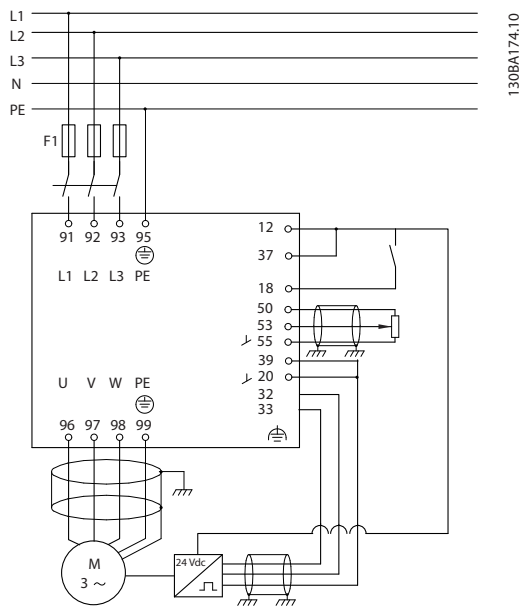 L1
L2
L3
N
PE
130BA174.10
F1
91 92 93 95
L1 L2 L3 PE
12
37
18
50
53
55
39
20
32
33
U V W PE
96 97 98 99
M
3 ~
24 Vdc